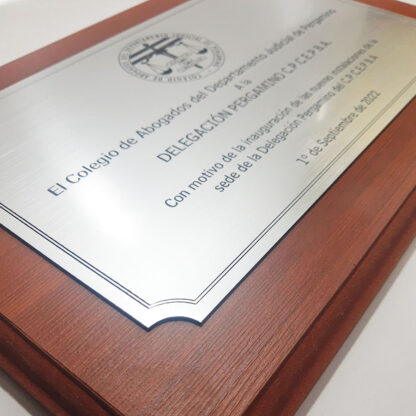 El Colegio de Abogados del Departamento Judicial de Pergamino
A la
DELEGACIÓN PERGAMINO C.P.C.E.P.B.A.
Con motivo de la inauguración de las nuevas instalaciones de la
sede de la Delegación Pergamino del C.P.C.E.P.B.A
1° de Septiembre de 2022